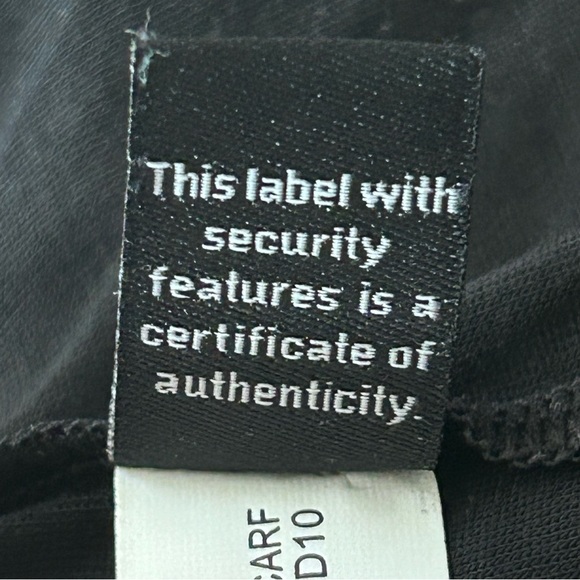 This label with
security
features is a
certificate of
authenticity.
CARF
D10